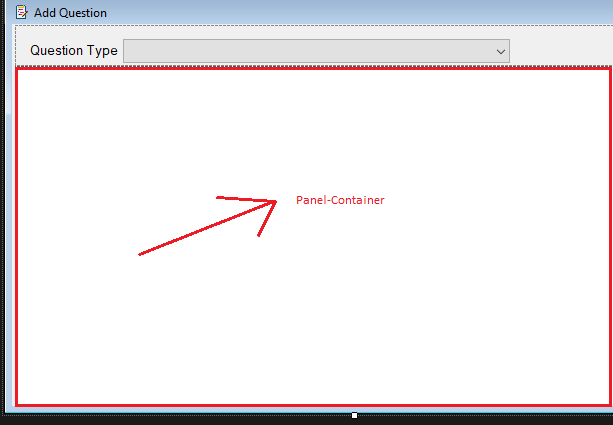 Add Question
Question Type
Panel-Container